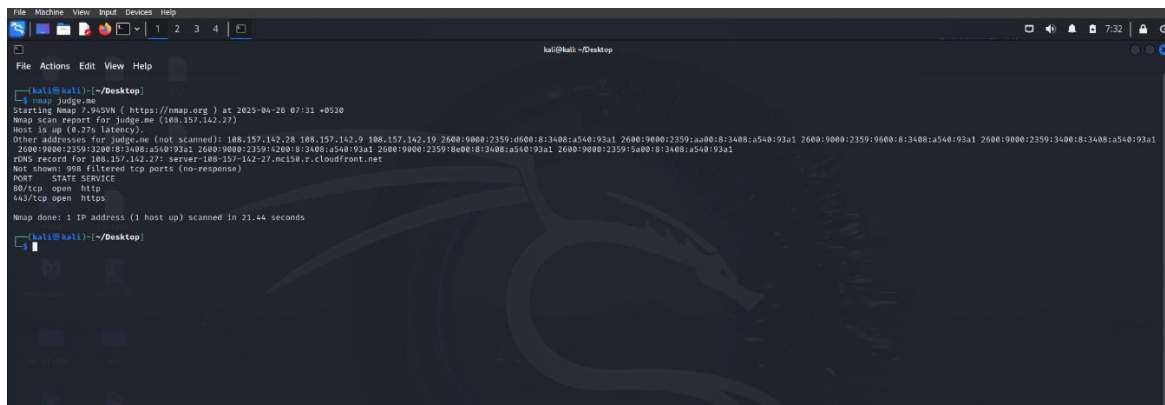 File Machine View Input Devices Help
1 2 3 4
7:32
kali@kali: ~/Desktop
File Actions Edit View Help
(kali㉿kali)-[~/Desktop]
$ nmap judge.me
Starting Nmap 7.94SVN ( https://nmap.org ) at 2025-04-28 07:31 +0530
Nmap scan report for judge.me (108.157.142.27)
Host is up (0.27s latency).
Other addresses for judge.me (not scanned): 108.157.142.28 108.157.142.9 108.157.142.19 2600:9000:2359:d600:8:3408:a540:93a1 2600:9000:2359:aa00:8:3408:a540:93a1 2600:9000:2359:9600:8:3408:a540:93a1 2600:9000:2359:3400:8:3408:a540:93a1
2600:9000:2359:3200:8:3408:a540:93a1 2600:9000:2359:4200:8:3408:a540:93a1 2600:9000:2359:8e00:8:3408:a540:93a1 2600:9000:2359:5a00:8:3408:a540:93a1
rDNS record for 108.157.142.27: server-108-157-142-27.mci50.r.cloudfront.net
Not shown: 998 filtered tcp ports (no-response)
PORT STATE SERVICE
80/tcp open http
443/tcp open https
Nmap done: 1 IP address (1 host up) scanned in 21.44 seconds
(kali㉿kali)-[~/Desktop]
$